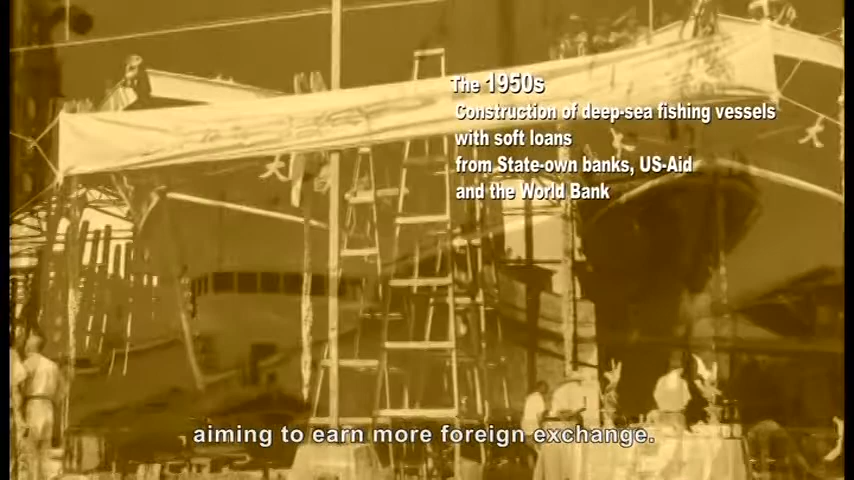 The 1950s
Construction of deep-sea fishing vessels
with soft loans
from State-own banks, US-Aid
and the World Bank
aiming to earn more foreign exchange.